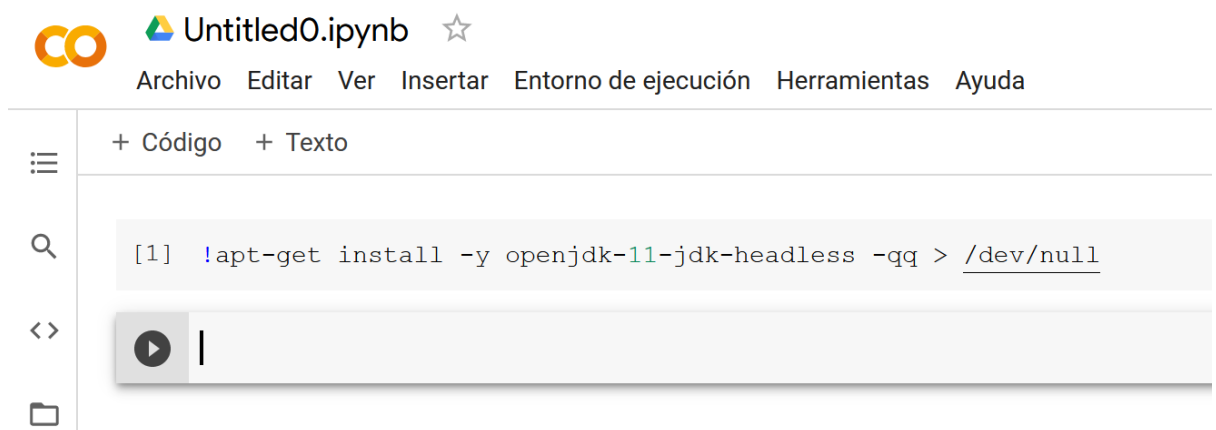 Untitled0.ipynb
Archivo Editar Ver Insertar Entorno de ejecución Herramientas Ayuda
+ Código + Texto
[1] !apt-get install -y openjdk-11-jdk-headless -qq > /dev/null